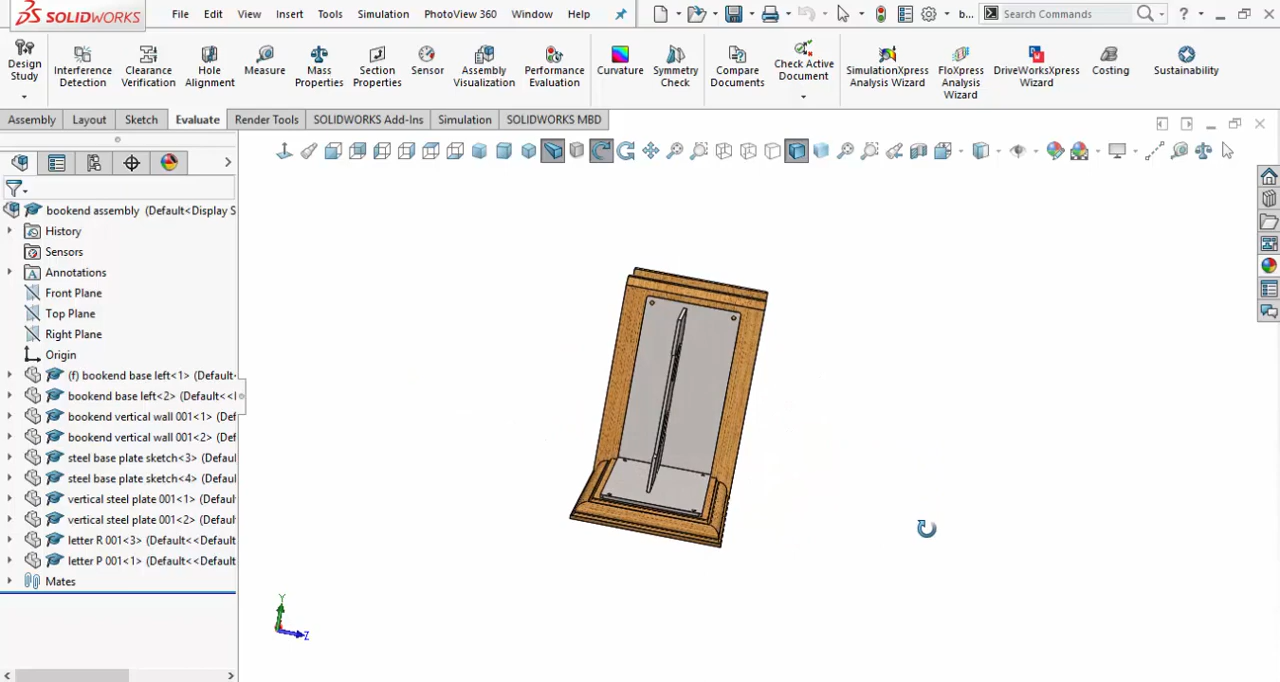 SOLIDWORKS File Edit View Insert Tools Simulation PhotoView 360 Window Help b... Search Commands ?
Design Study
Interference Detection
Clearance Verification
Hole Alignment
Measure
Mass Properties
Section Properties
Sensor
Assembly Visualization
Performance Evaluation
Curvature
Symmetry Check
Compare Documents
Check Active Document
SimulationXpress Analysis Wizard
FloXpress Analysis Wizard
DriveWorksXpress Wizard
Costing
Sustainability
Assembly Layout Sketch Evaluate Render Tools SOLIDWORKS Add-Ins Simulation SOLIDWORKS MBD
bookend assembly (Default<Display S
History
Sensors
A Annotations
Front Plane
Top Plane
Right Plane
Origin
(f) bookend base left<1> (Default
bookend base left<2> (Default<<
bookend vertical wall 001<1> (Def
bookend vertical wall 001<2> (Def
steel base plate sketch<3> (Defaul
steel base plate sketch<4> (Defaul
vertical steel plate 001<1> (Defaul
vertical steel plate 001<2> (Defaul
letter R 001<3> (Default<<Default
letter P 001<1> (Default<<Default
Mates
Y
Z